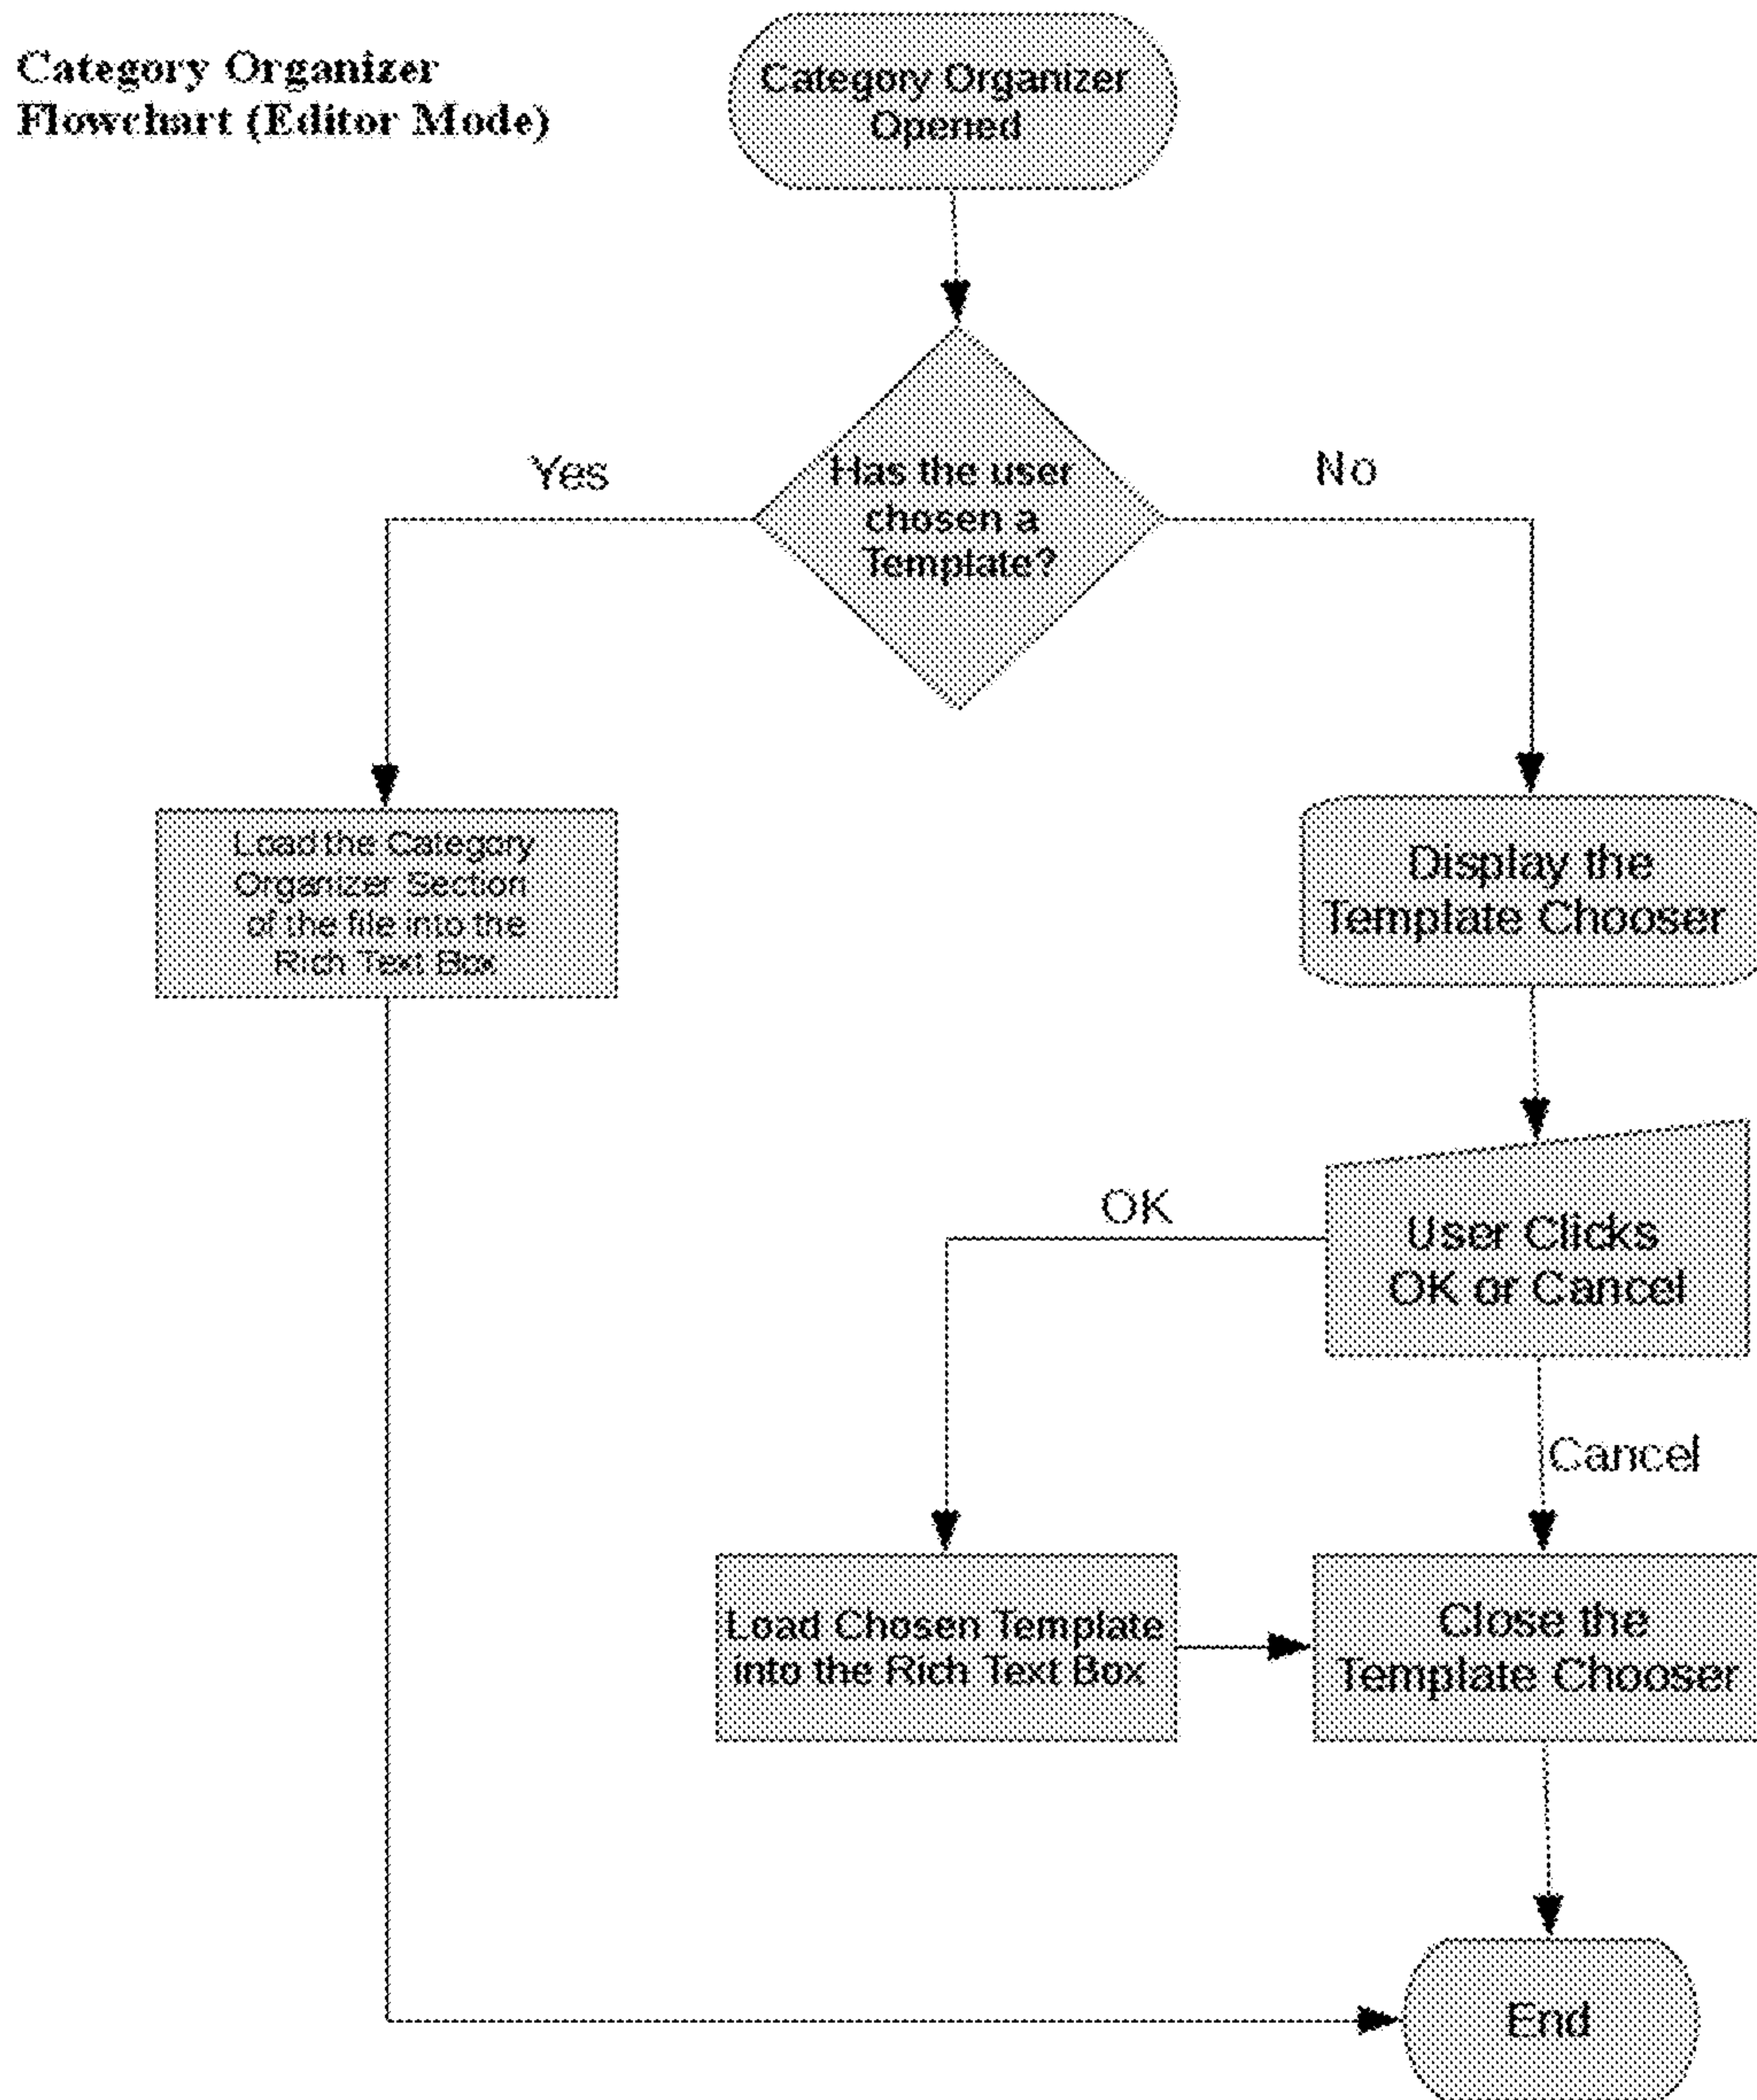 Category Organizer
Flowchart (Editor Mode)
Category Organizer
Opened
Has the user
chosen a
Template?
Yes
No
Load the Category
Organizer Section
of the file into the
Rich Text Box
Display the
Template Chooser
User Clicks
OK or Cancel
OK
Cancel
Load Chosen Template
into the Rich Text Box
Close the
Template Chooser
End